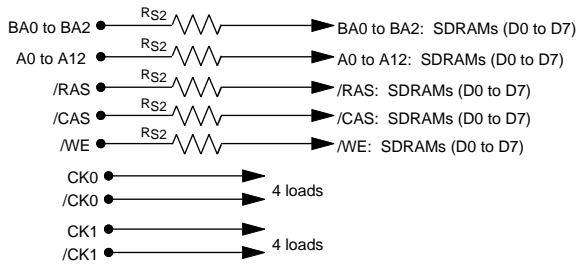 BA0 to BA2 RS2 BA0 to BA2: SDRAMs (D0 to D7)
A0 to A12 RS2 A0 to A12: SDRAMs (D0 to D7)
/RAS RS2 /RAS: SDRAMs (D0 to D7)
/CAS RS2 /CAS: SDRAMs (D0 to D7)
/WE RS2 /WE: SDRAMs (D0 to D7)
CK0
/CK0 4 loads
CK1
/CK1 4 loads